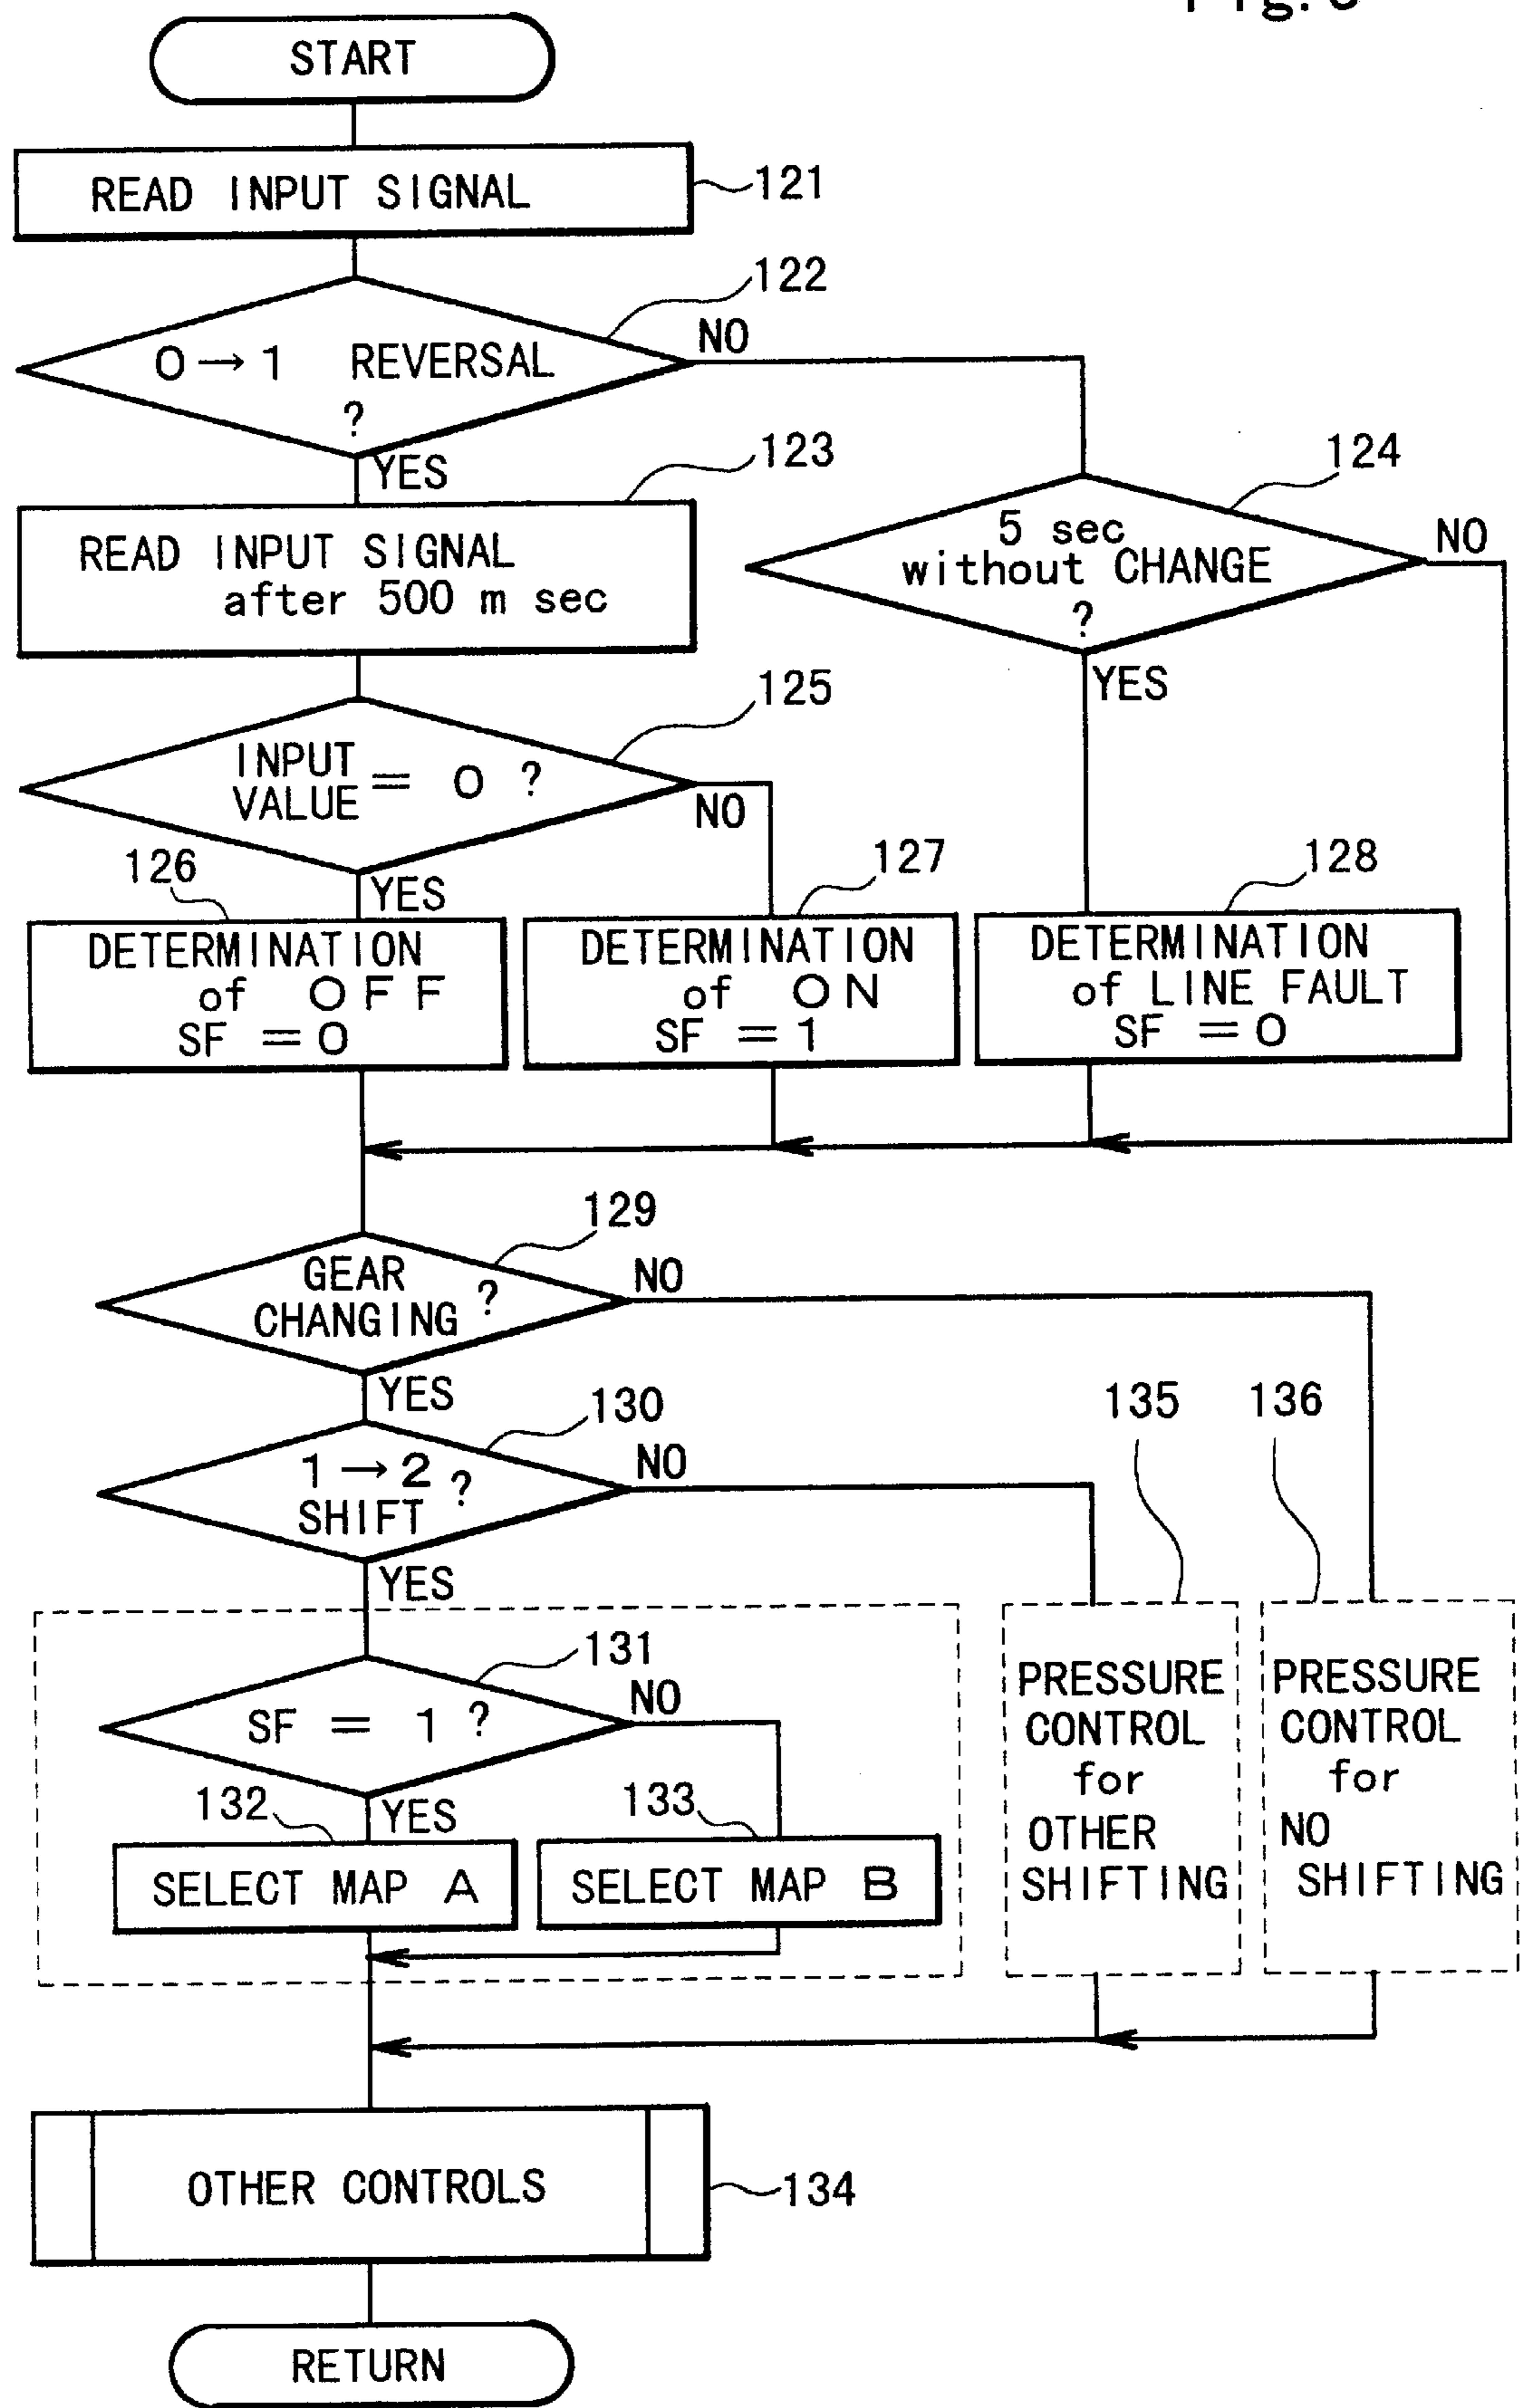 START
READ INPUT SIGNAL
121
122
0→1 REVERSAL
?
NO
YES
123
READ INPUT SIGNAL
after 500 m sec
124
5 sec
without CHANGE
?
NO
YES
125
INPUT
VALUE = 0 ?
NO
YES
126
DETERMINATION
of OFF
SF = 0
127
DETERMINATION
of ON
SF = 1
128
DETERMINATION
of LINE FAULT
SF = 0
129
GEAR
CHANGING ?
NO
YES
130
1→2
SHIFT ?
NO
YES
135
136
131
SF = 1 ?
NO
YES
132
SELECT MAP A
133
SELECT MAP B
PRESSURE
CONTROL
for
OTHER
SHIFTING
PRESSURE
CONTROL
for
NO
SHIFTING
OTHER CONTROLS
134
RETURN